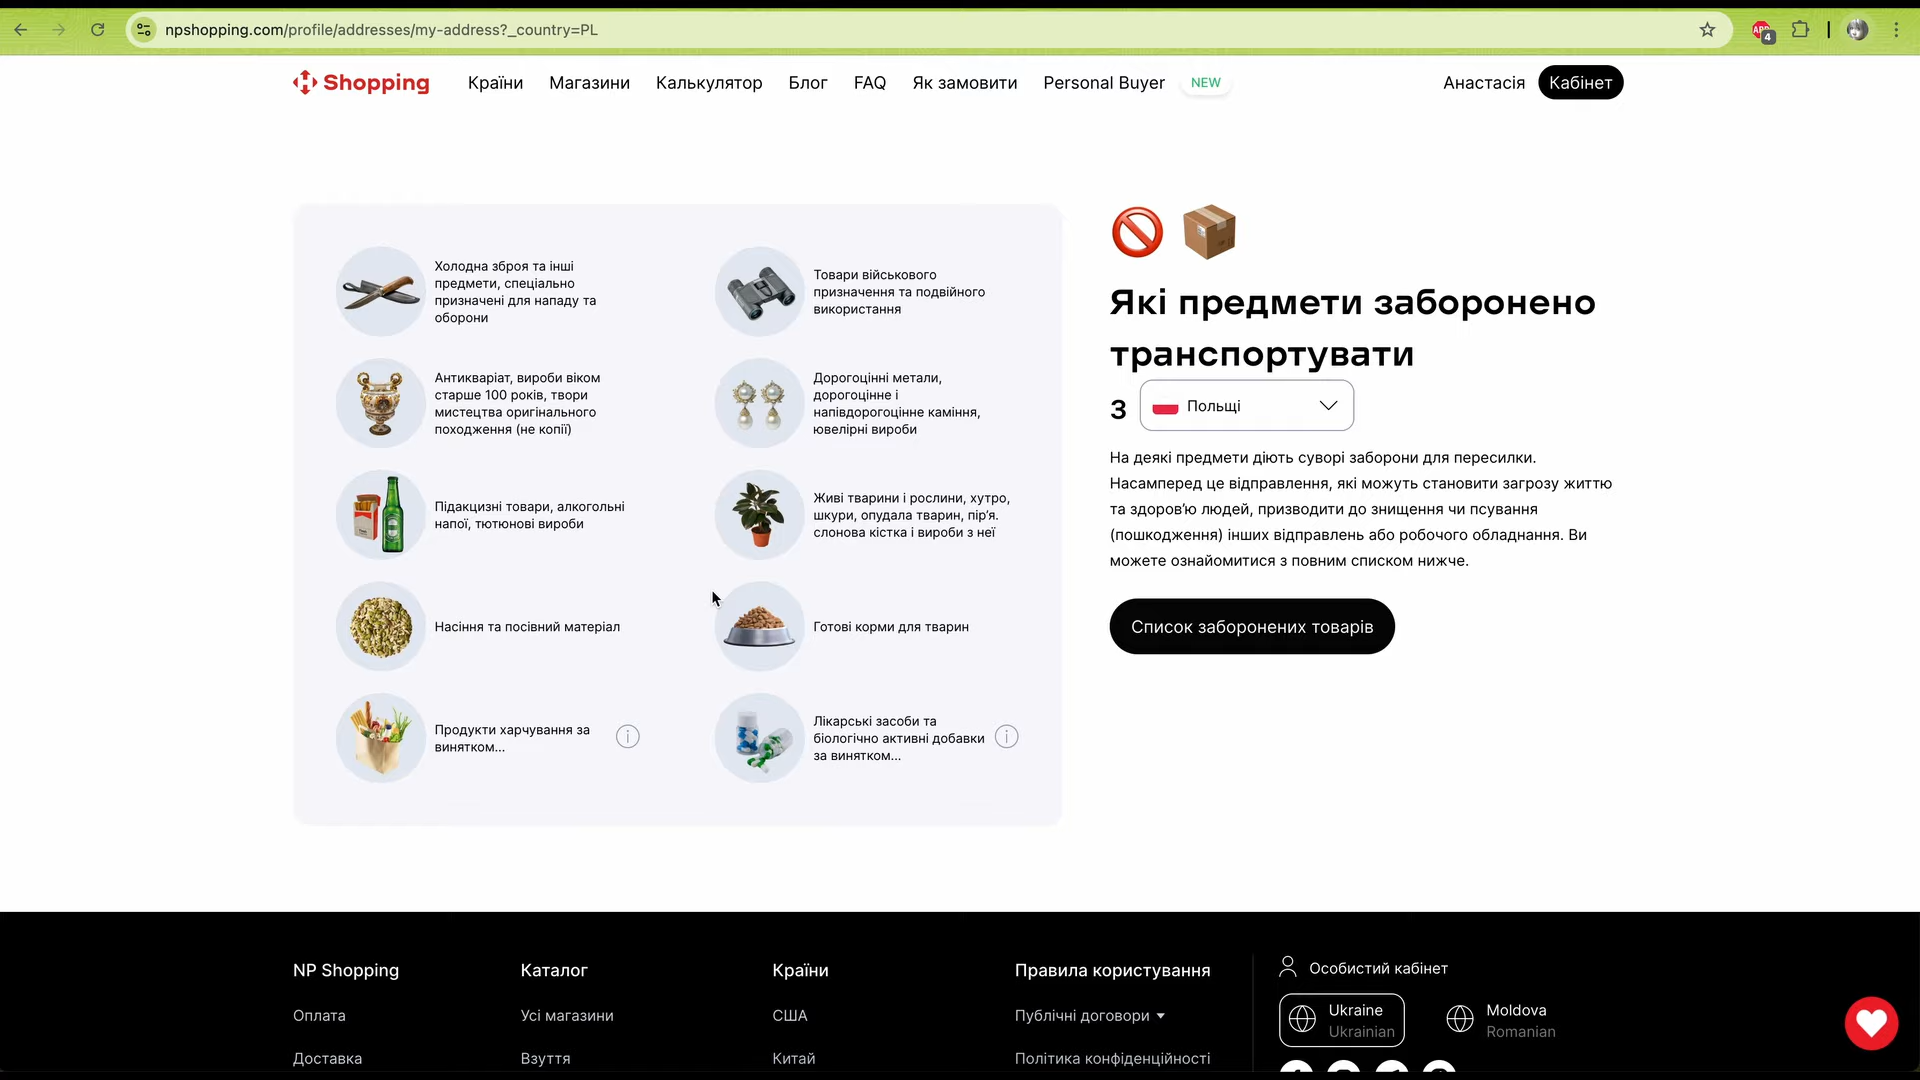 npshopping.com/profile/addresses/my-address?_country=PL
ABP
4
Shopping
Країни
Магазини
Калькулятор
Блог
FAQ
Як замовити
Personal Buyer
NEW
Анастасія
Кабінет
Холодна зброя та інші
предмети, спеціально
призначені для нападу та
оборони
Товари військового
призначення та подвійного
використання
Антикваріат, вироби віком
старше 100 років, твори
мистецтва оригінального
походження (не копії)
Дорогоцінні метали,
дорогоцінне і
напівдорогоцінне каміння,
ювелірні вироби
Підакцизні товари, алкогольні
напої, тютюнові вироби
Живі тварини і рослини, хутро,
шкури, опудала тварин, пір’я.
слонова кістка і вироби з неї
Насіння та посівний матеріал
Готові корми для тварин
Продукти харчування за
винятком...
Лікарські засоби та
біологічно активні добавки
за винятком...
Які предмети заборонено
транспортувати
з
Польщі
На деякі предмети діють суворі заборони для пересилки.
Насамперед це відправлення, які можуть становити загрозу життю
та здоров’ю людей, призводити до знищення чи псування
(пошкодження) інших відправлень або робочого обладнання. Ви
можете ознайомитися з повним списком нижче.
Список заборонених товарів
NP Shopping
Оплата
Доставка
Каталог
Усі магазини
Взуття
Країни
США
Китай
Правила користування
Публічні договори
Політика конфіденційності
Особистий кабінет
Ukraine
Ukrainian
Moldova
Romanian